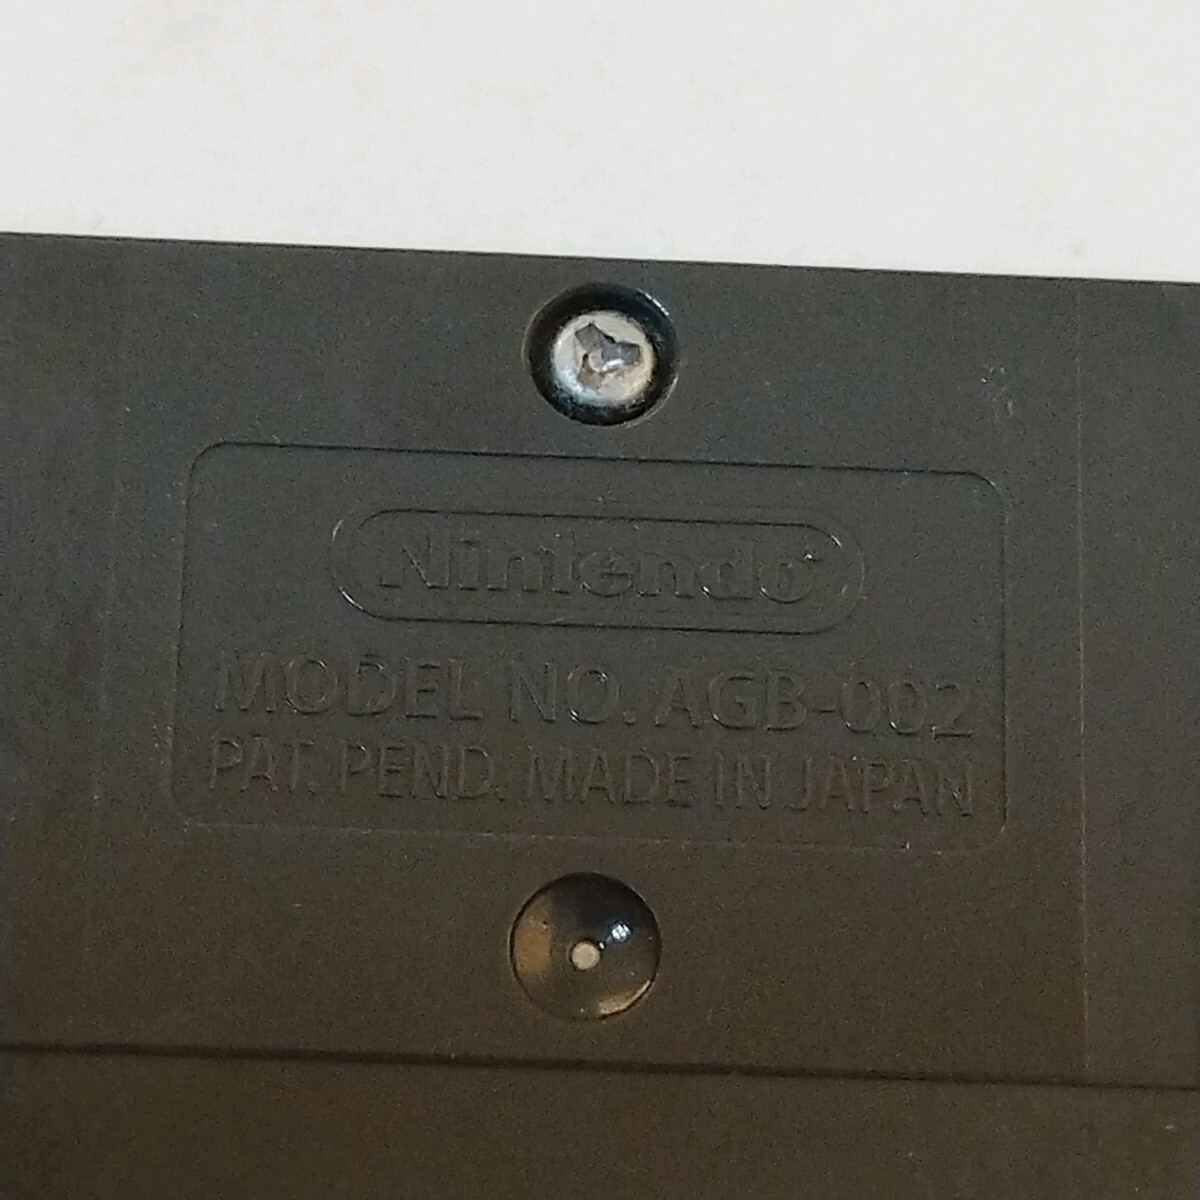 Nintendo®
MODEL NO. AGB-002
PAT. PEND. MADE IN JAPAN